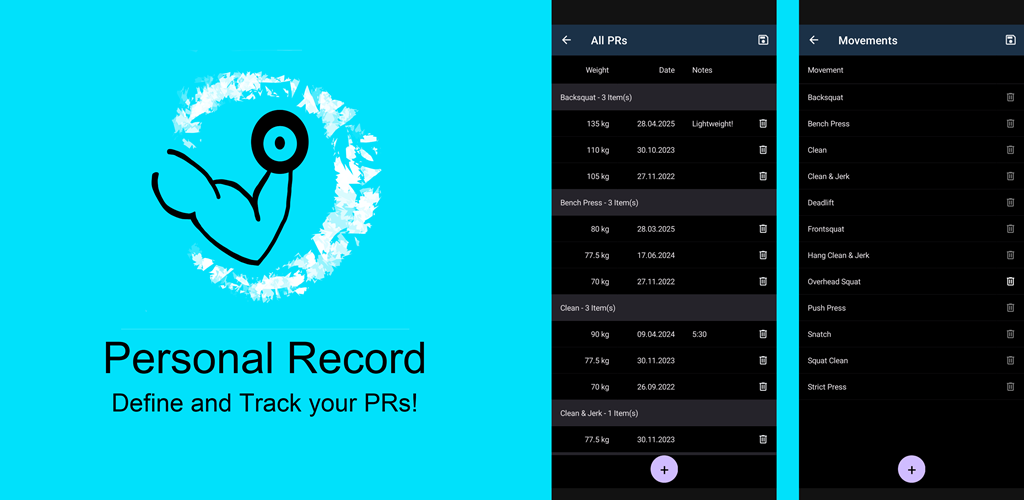 Personal Record
Define and Track your PRs!
All PRs
Weight Date Notes
Backsquat - 3 Item(s)
135 kg 28.04.2025 Lightweight!
110 kg 30.10.2023
105 kg 27.11.2022
Bench Press - 3 Item(s)
80 kg 28.03.2025
77.5 kg 17.06.2024
70 kg 27.11.2022
Clean - 3 Item(s)
90 kg 09.04.2024 5:30
77.5 kg 30.11.2023
70 kg 26.09.2022
Clean & Jerk - 1 Item(s)
77.5 kg 30.11.2023
+
Movements
Movement
Backsquat
Bench Press
Clean
Clean & Jerk
Deadlift
Frontsquat
Hang Clean & Jerk
Overhead Squat
Push Press
Snatch
Squat Clean
Strict Press
+